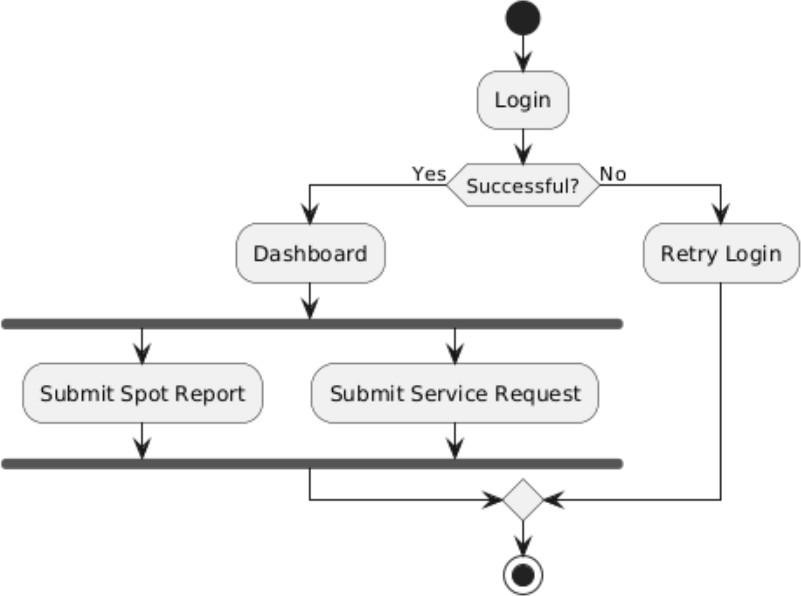 Login
Yes
Successful?
No
Dashboard
Retry Login
Submit Spot Report
Submit Service Request